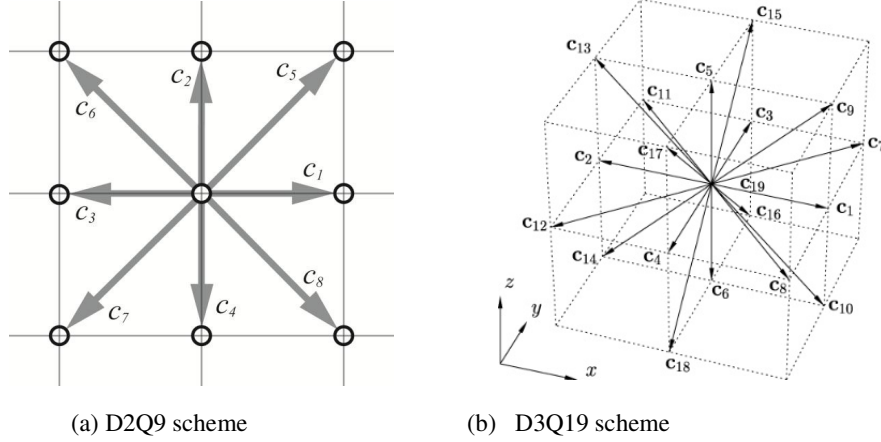 c₂
c₅
c₆
c₁
c₃
c₈
c₇
c₄
(a) D2Q9 scheme
c₁₅
c₁₃
c₅
c₁₁
c₉
c₃
c₁₇
c₂
c₁₉
c₁
c₁₆
c₁₂
c₁₄
c₄
c₆
c₈
c₁₀
z
y
x
c₁₈
(b) D3Q19 scheme